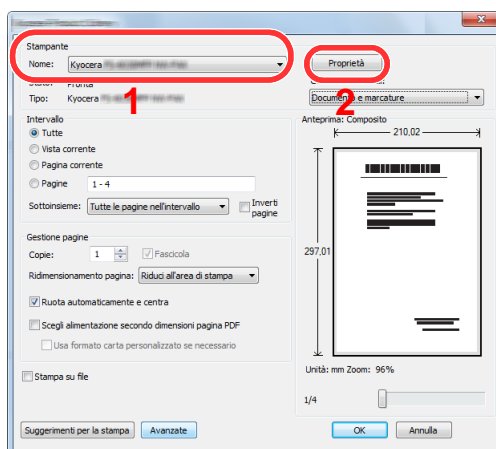 Stampante
Nome: Kyocera
Proprietà
Pronta
Tipo: Kyocera
1
2
Documento e marcature
Intervallo
Tutte
Vista corrente
Pagina corrente
Pagine 1 - 4
Sottoinsieme: Tutte le pagine nell'intervallo
Inverti
pagine
Gestione pagine
Copie: 1 Fascicola
Ridimensionamento pagina: Riduci all'area di stampa
Ruota automaticamente e centra
Scegli alimentazione secondo dimensioni pagina PDF
Usa formato carta personalizzato se necessario
Stampa su file
Anteprima: Composito
210,02
297,01
Unità: mm Zoom: 96%
1/4
Suggerimenti per la stampa Avanzate OK Annulla